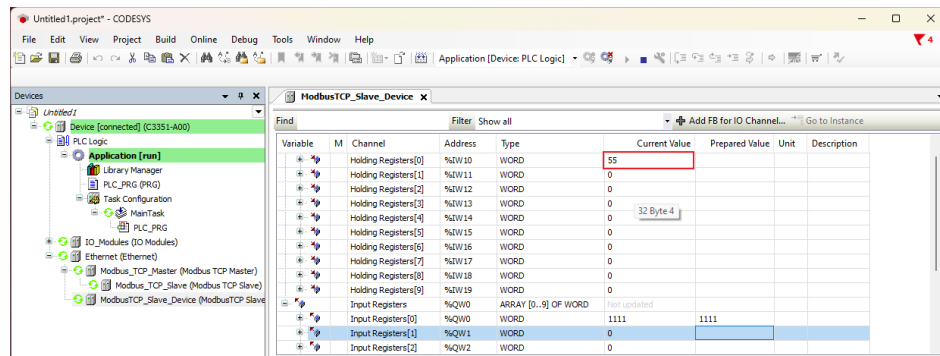 Untitled1.project* - CODESYS
File Edit View Project Build Online Debug Tools Window Help
4
Application [Device: PLC Logic]
Devices
Untitled1
Device [connected] (C3351-A00)
PLC Logic
Application [run]
Library Manager
PLC_PRG (PRG)
Task Configuration
MainTask
PLC_PRG
IO_Modules (IO Modules)
Ethernet (Ethernet)
Modbus_TCP_Master (Modbus TCP Master)
Modbus_TCP_Slave (Modbus TCP Slave)
ModbusTCP_Slave_Device (ModbusTCP Slave
ModbusTCP_Slave_Device
Find Filter Show all Add FB for IO Channel... Go to Instance
Variable M Channel Address Type Current Value Prepared Value Unit Description
Holding Registers[0] %IW10 WORD 55
Holding Registers[1] %IW11 WORD 0
Holding Registers[2] %IW12 WORD 0
Holding Registers[3] %IW13 WORD 0
Holding Registers[4] %IW14 WORD 0
32 Byte 4
Holding Registers[5] %IW15 WORD 0
Holding Registers[6] %IW16 WORD 0
Holding Registers[7] %IW17 WORD 0
Holding Registers[8] %IW18 WORD 0
Holding Registers[9] %IW19 WORD 0
Input Registers %QW0 ARRAY [0..9] OF WORD Not updated
Input Registers[0] %QW0 WORD 1111 1111
Input Registers[1] %QW1 WORD 0
Input Registers[2] %QW2 WORD 0